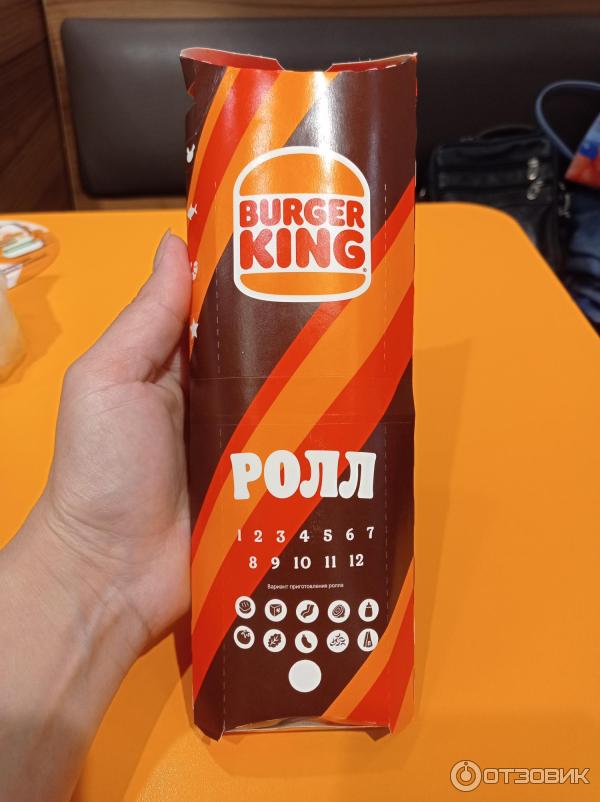 BURGER
KING
®
РОЛЛ
1 2 3 4 5 6 7
8 9 10 11 12
Вариант приготовления ролла
ОТЗОВИК